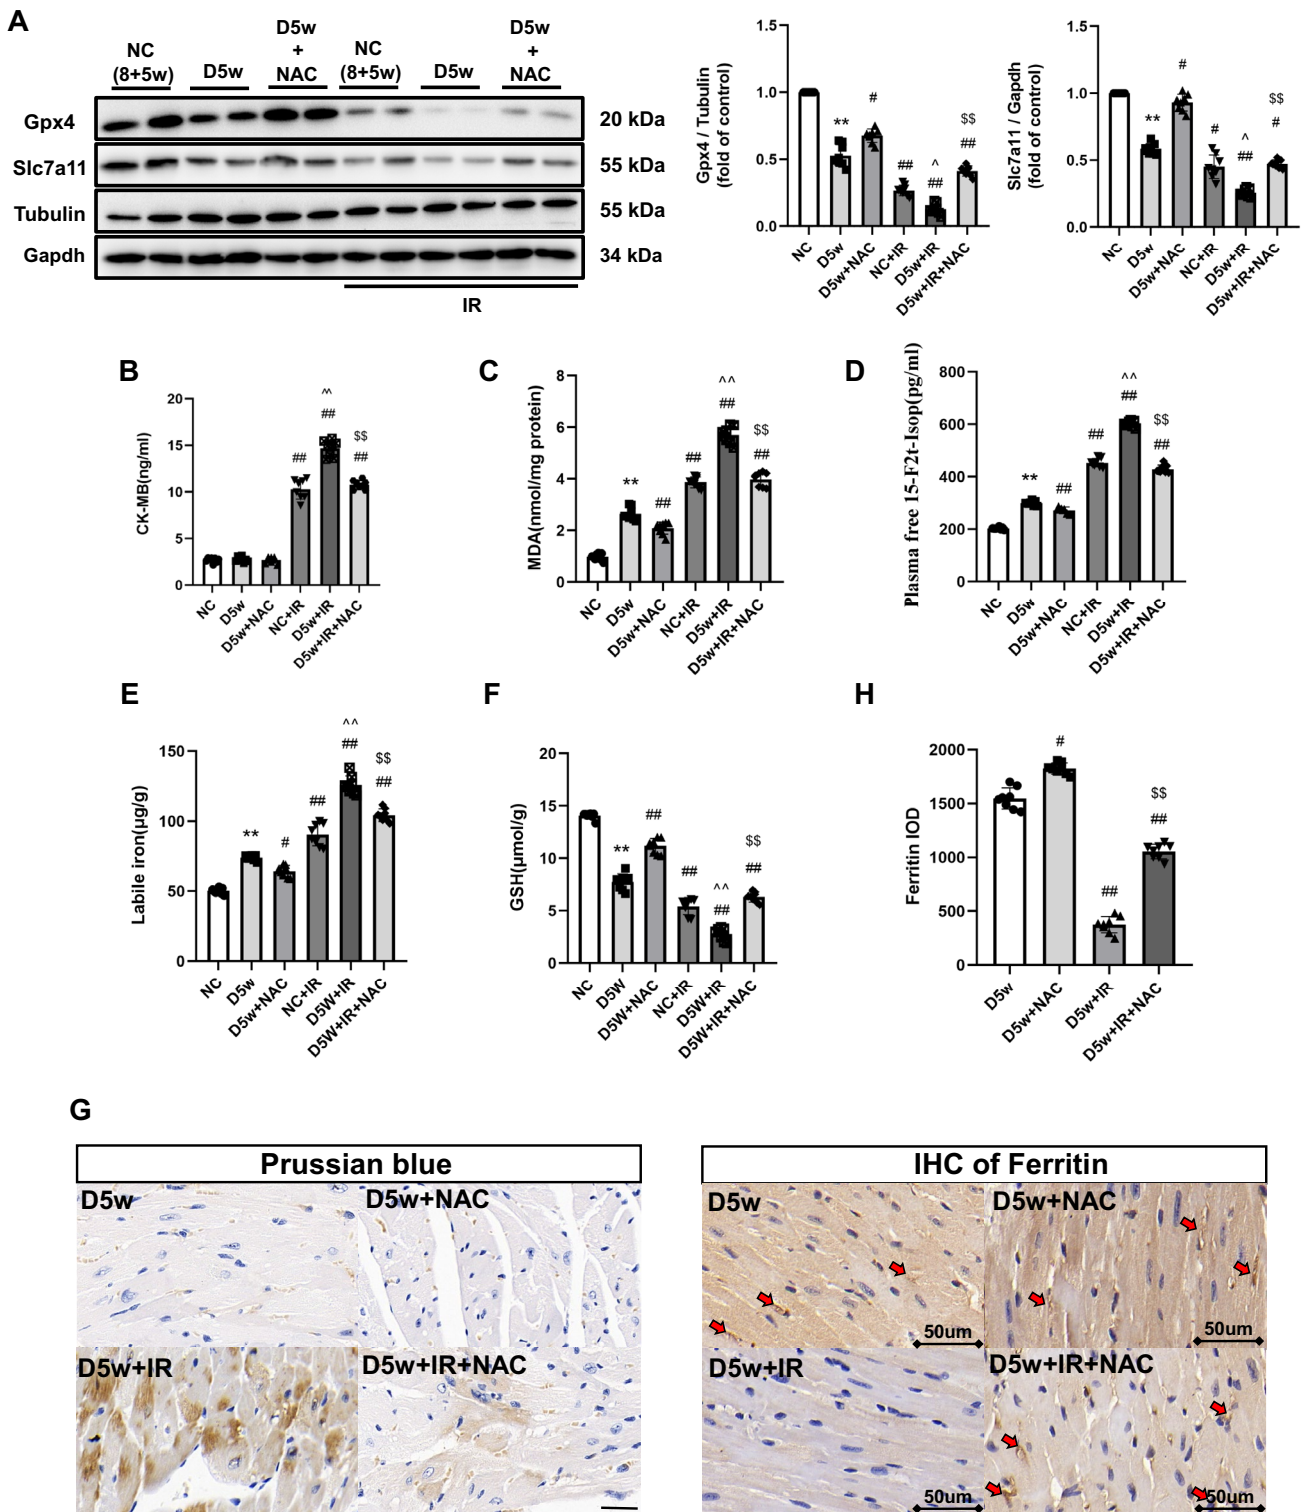 A
NC
(8+5w)
D5w
D5w
+
NAC
NC
(8+5w)
D5w
D5w
+
NAC
Gpx4
20 kDa
Slc7a11
55 kDa
Tubulin
55 kDa
Gapdh
34 kDa
IR
Gpx4 / Tubulin
(fold of control)
1.5
1.0
0.5
0.0
**
#
##
^
##
$$
##
NC
D5w
D5w+NAC
NC+IR
D5w+IR
D5w+IR+NAC
Slc7a11 / Gapdh
(fold of control)
1.5
1.0
0.5
0.0
**
#
#
^
##
$$
#
NC
D5w
D5w+NAC
NC+IR
D5w+IR
D5w+IR+NAC
B
CK-MB(ng/ml)
20
15
10
5
0
##
^^
##
$$
##
NC
D5w
D5w+NAC
NC+IR
D5w+IR
D5w+IR+NAC
C
MDA(nmol/mg protein)
8
6
4
2
0
**
##
##
^^
##
$$
##
NC
D5w
D5w+NAC
NC+IR
D5w+IR
D5w+IR+NAC
D
Plasma free 15-F2t-Isop(pg/ml)
800
600
400
200
0
**
##
##
^^
##
$$
##
NC
D5w
D5w+NAC
NC+IR
D5w+IR
D5w+IR+NAC
E
Labile iron(μg/g)
150
100
50
0
**
#
##
^^
##
$$
##
NC
D5w
D5w+NAC
NC+IR
D5W+IR
D5W+IR+NAC
F
GSH(μmol/g)
20
15
10
5
0
**
##
##
^^
##
$$
##
NC
D5W
D5W+NAC
NC+IR
D5W+IR
D5W+IR+NAC
H
Ferritin IOD
2000
1500
1000
500
0
#
##
$$
##
D5w
D5w+NAC
D5w+IR
D5w+IR+NAC
G
Prussian blue
D5w
D5w+NAC
D5w+IR
D5w+IR+NAC
IHC of Ferritin
D5w
D5w+NAC
50um
50um
D5w+IR
D5w+IR+NAC
50um
50um